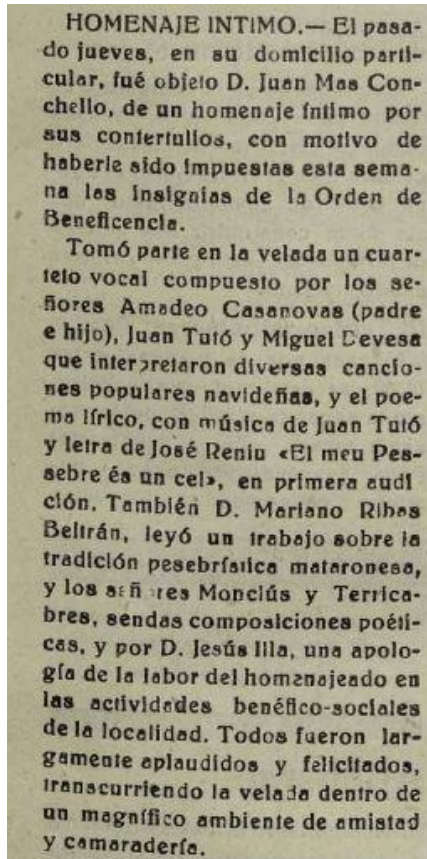 HOMENAJE INTIMO.— El pasa-
do jueves, en su domicilio parti-
cular, fué objeto D. Juan Mas Con-
chello, de un homenaje íntimo por
sus contertulios, con motivo de
haberle sido impuestas esta sema-
na las insignias de la Orden de
Beneficencia.
Tomó parte en la velada un cuar-
teto vocal compuesto por los se-
ñores Amadeo Casanovas (padre
e hijo), Juan Tutó y Miguel Devesa
que interpretaron diversas cancio-
nes populares navideñas, y el poe-
ma lírico, con música de Juan Tutó
y letra de José Reniu «El meu Pes-
sebre és un cel», en primera audi
ción. También D. Mariano Ribas
Beltrán, leyó un trabajo sobre la
tradición pesebrística mataronesa,
y los señores Monclús y Terrica-
bres, sendas composiciones poéti-
cas, y por D. Jesús Illa, una apolo-
gía de la labor del homenajeado en
las actividades benéfico-sociales
de la localidad. Todos fueron lar-
gamente aplaudidos y felicitados,
transcurriendo la velada dentro de
un magnífico ambiente de amistad
y camaradería.